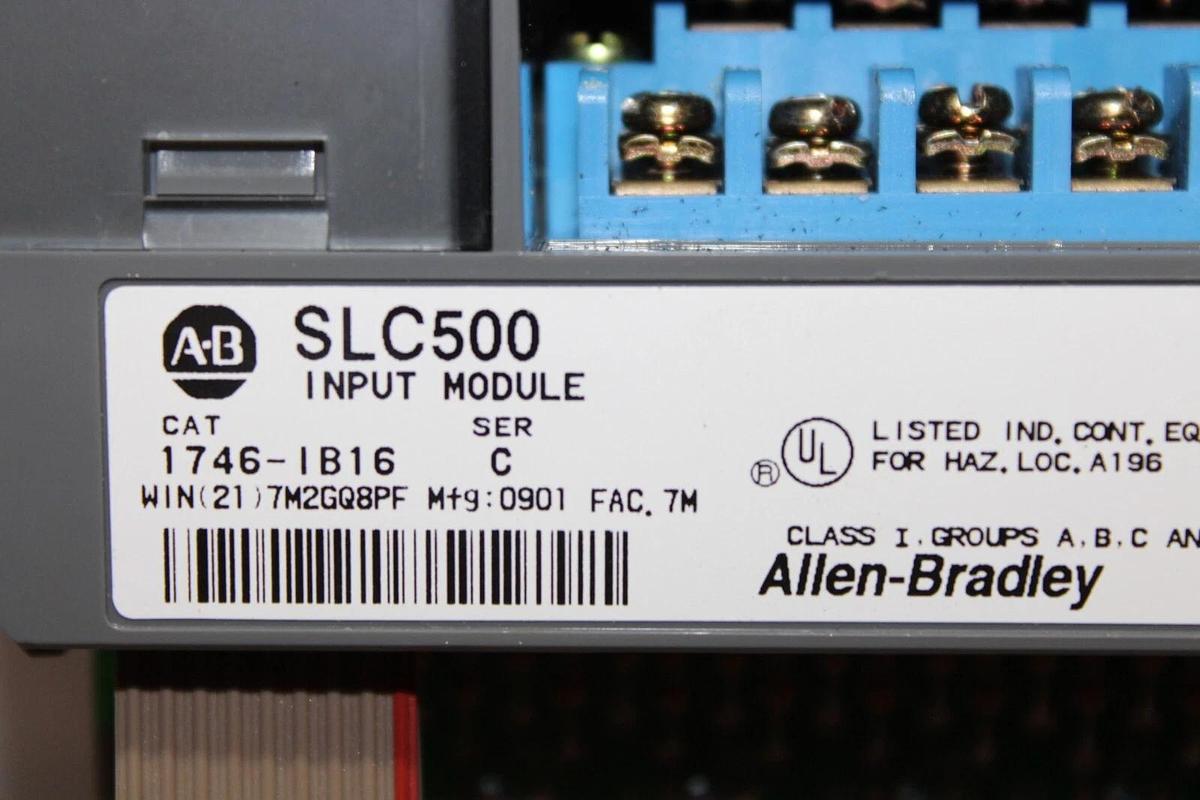 A-B SLC500
INPUT MODULE
CAT SER
1746-IB16 C
WIN(21)7M2GQ8PF Mfg:0901 FAC. 7M
® UL LISTED IND. CONT. EQ
FOR HAZ. LOC. A196
CLASS I, GROUPS A, B, C AN
Allen-Bradley